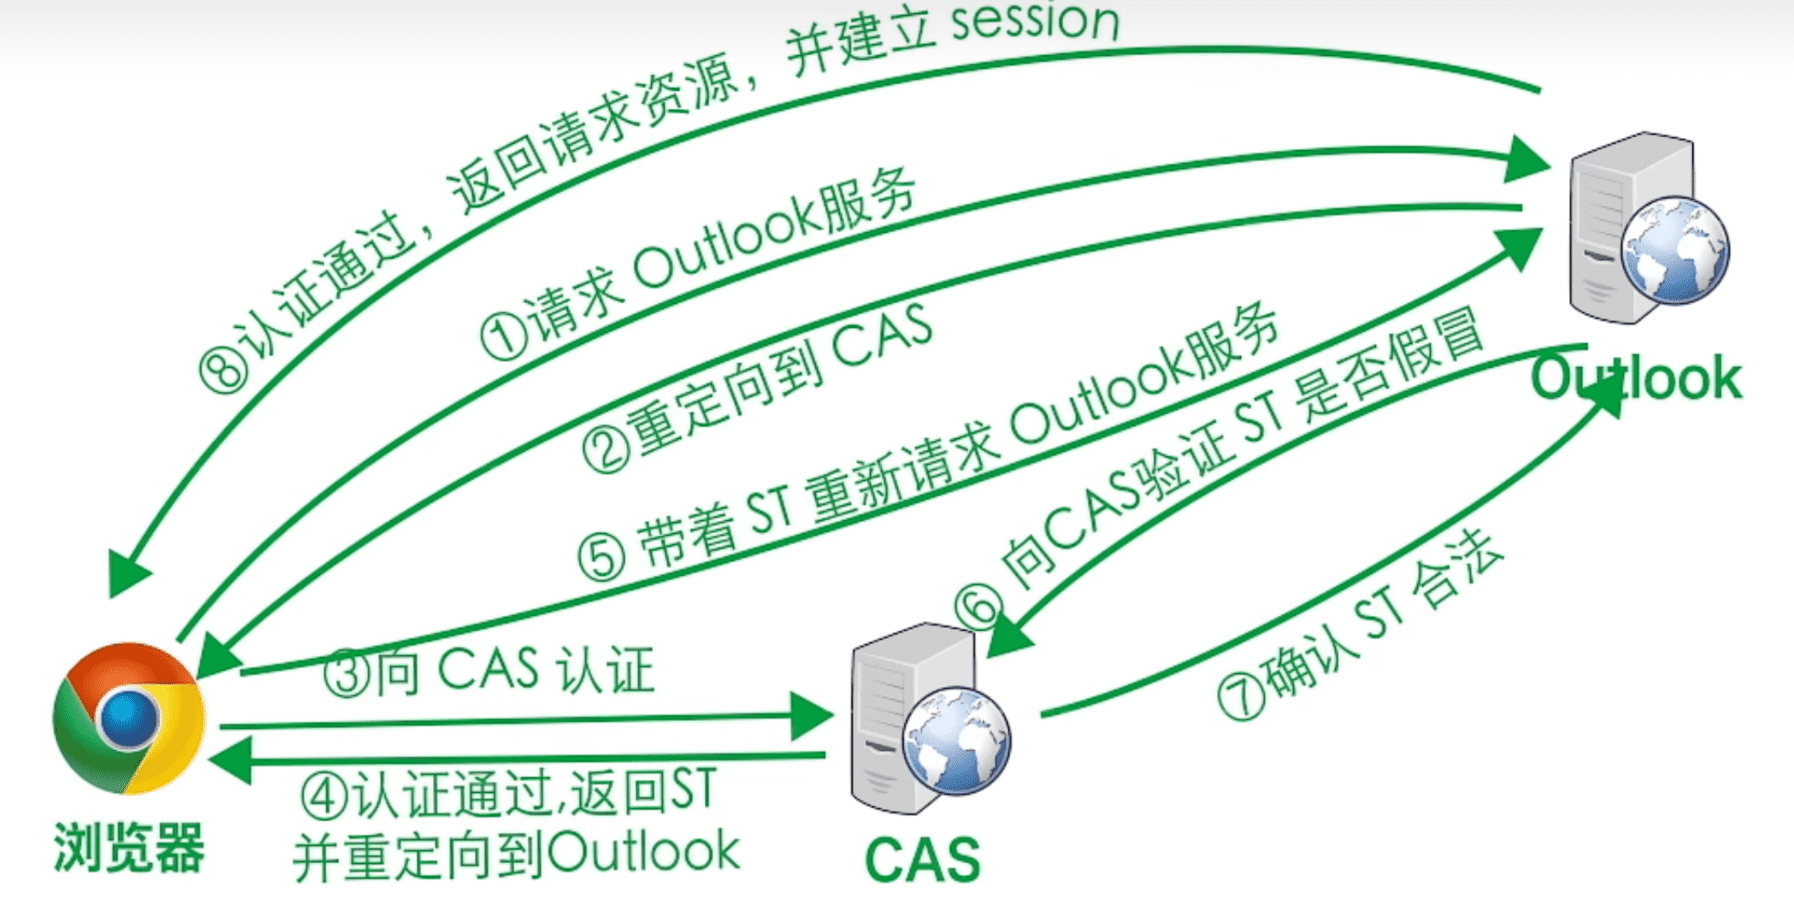 ⑧认证通过，返回请求资源，并建立 session
①请求 Outlook服务
②重定向到 CAS
⑤ 带着 ST 重新请求 Outlook服务
⑥ 向CAS验证 ST 是否假冒
Outlook
⑦确认 ST 合法
③向 CAS 认证
④认证通过,返回ST
并重定向到Outlook
浏览器
CAS